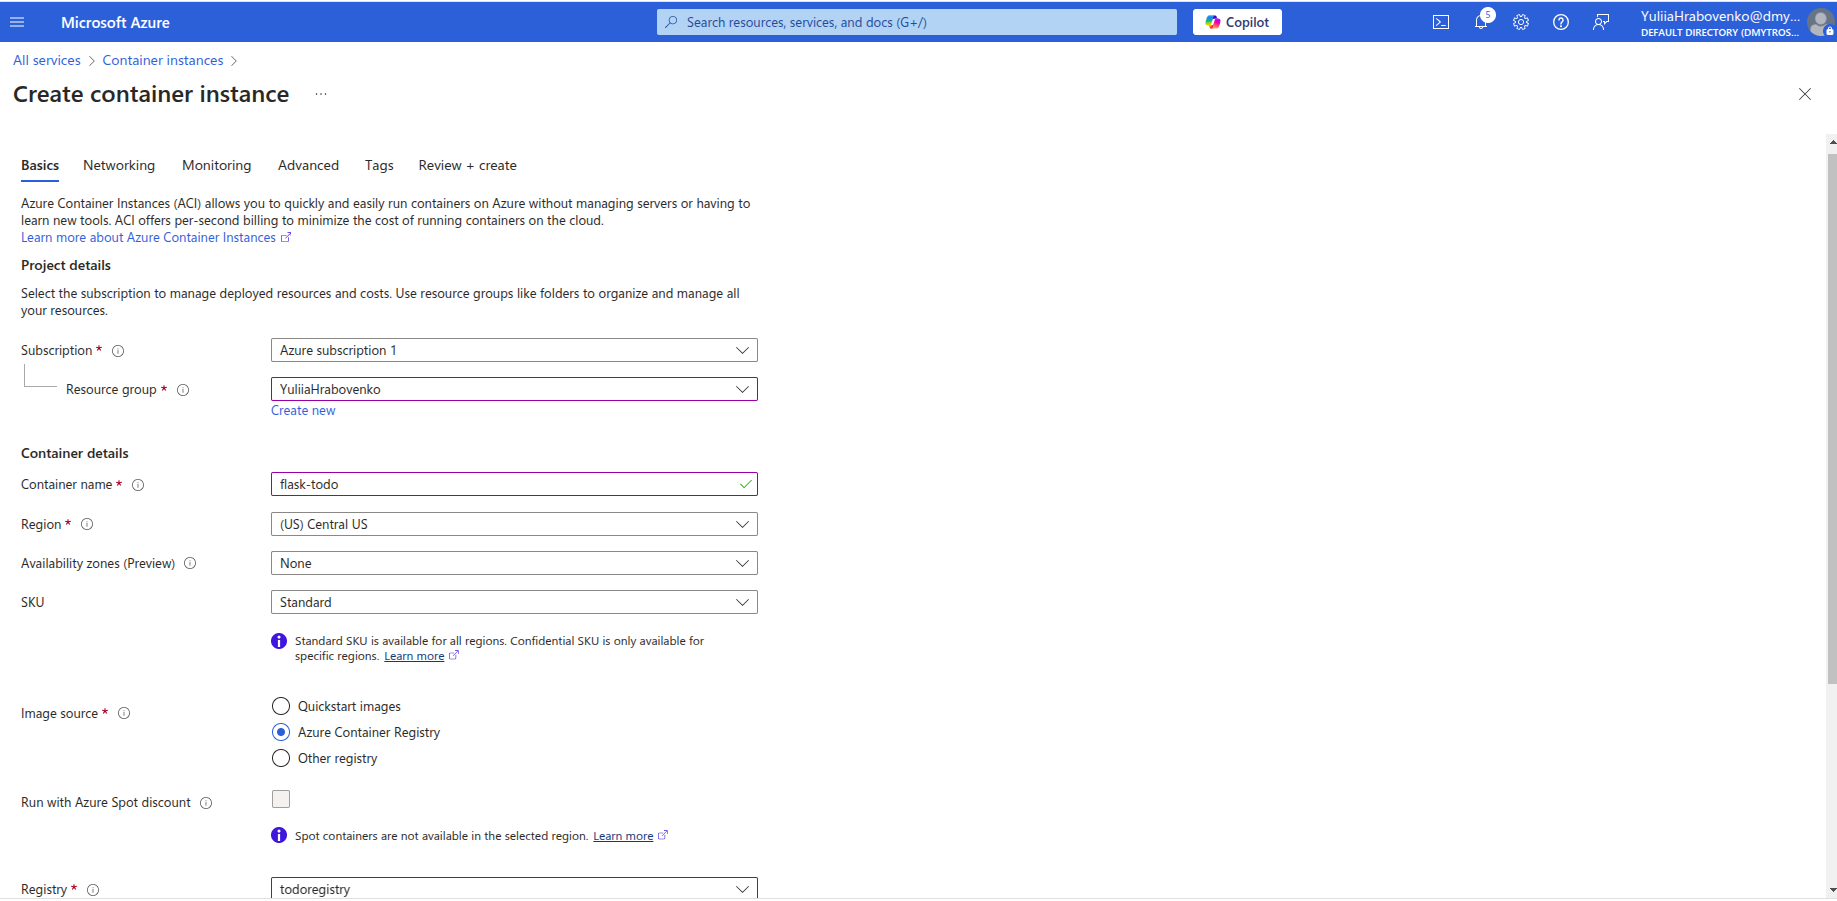 Microsoft Azure
Search resources, services, and docs (G+/)
Copilot
5
YuliiaHrabovenko@dmy...
DEFAULT DIRECTORY (DMYTROS...
All services > Container instances >
Create container instance ...
Basics Networking Monitoring Advanced Tags Review + create
Azure Container Instances (ACI) allows you to quickly and easily run containers on Azure without managing servers or having to
learn new tools. ACI offers per-second billing to minimize the cost of running containers on the cloud.
Learn more about Azure Container Instances
Project details
Select the subscription to manage deployed resources and costs. Use resource groups like folders to organize and manage all
your resources.
Subscription * Azure subscription 1
Resource group * YuliiaHrabovenko
Create new
Container details
Container name * flask-todo
Region * (US) Central US
Availability zones (Preview) None
SKU Standard
Standard SKU is available for all regions. Confidential SKU is only available for
specific regions. Learn more
Image source * Quickstart images
Azure Container Registry
Other registry
Run with Azure Spot discount
Spot containers are not available in the selected region. Learn more
Registry * todoregistry